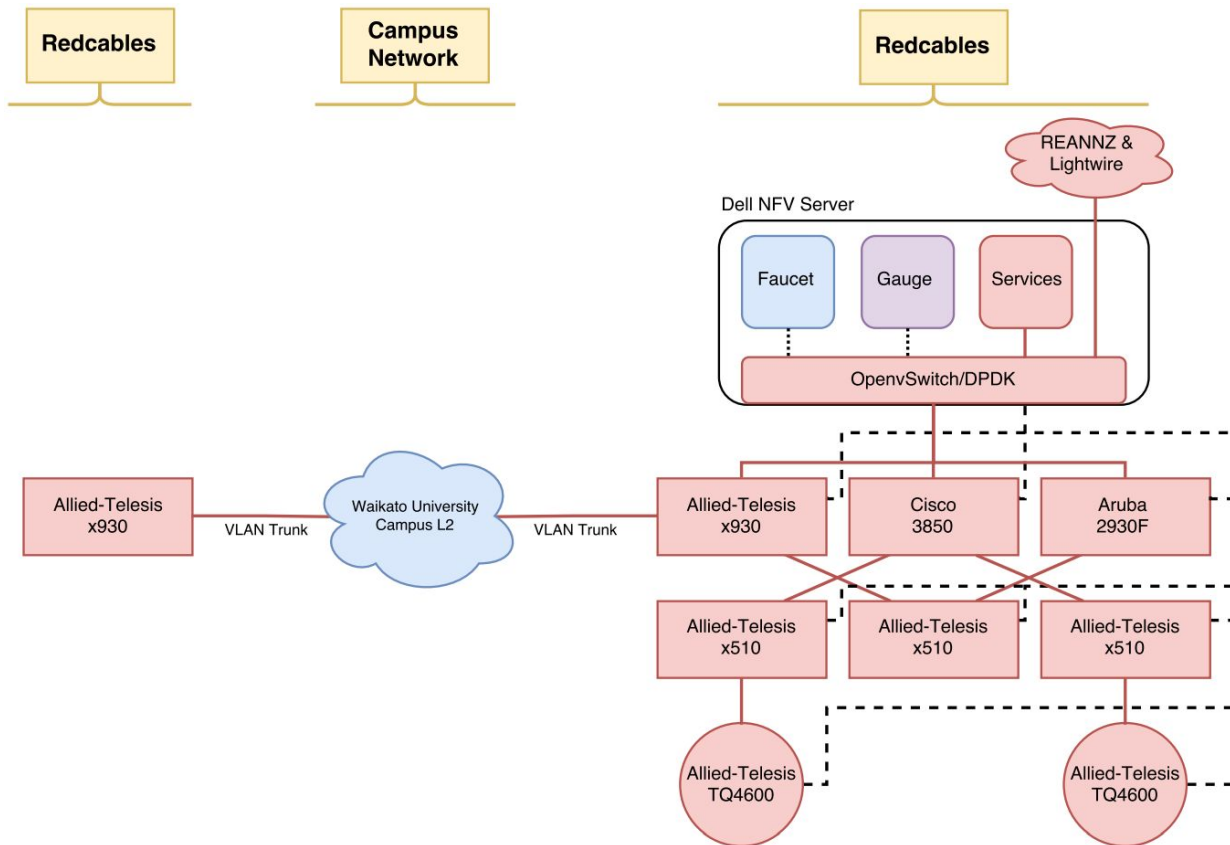 Redcables
Campus
Network
Redcables
REANNZ &
Lightwire
Dell NFV Server
Faucet
Gauge
Services
OpenvSwitch/DPDK
Allied-Telesis
x930
VLAN Trunk
Waikato University
Campus L2
VLAN Trunk
Allied-Telesis
x930
Cisco
3850
Aruba
2930F
Allied-Telesis
x510
Allied-Telesis
x510
Allied-Telesis
x510
Allied-Telesis
TQ4600
Allied-Telesis
TQ4600